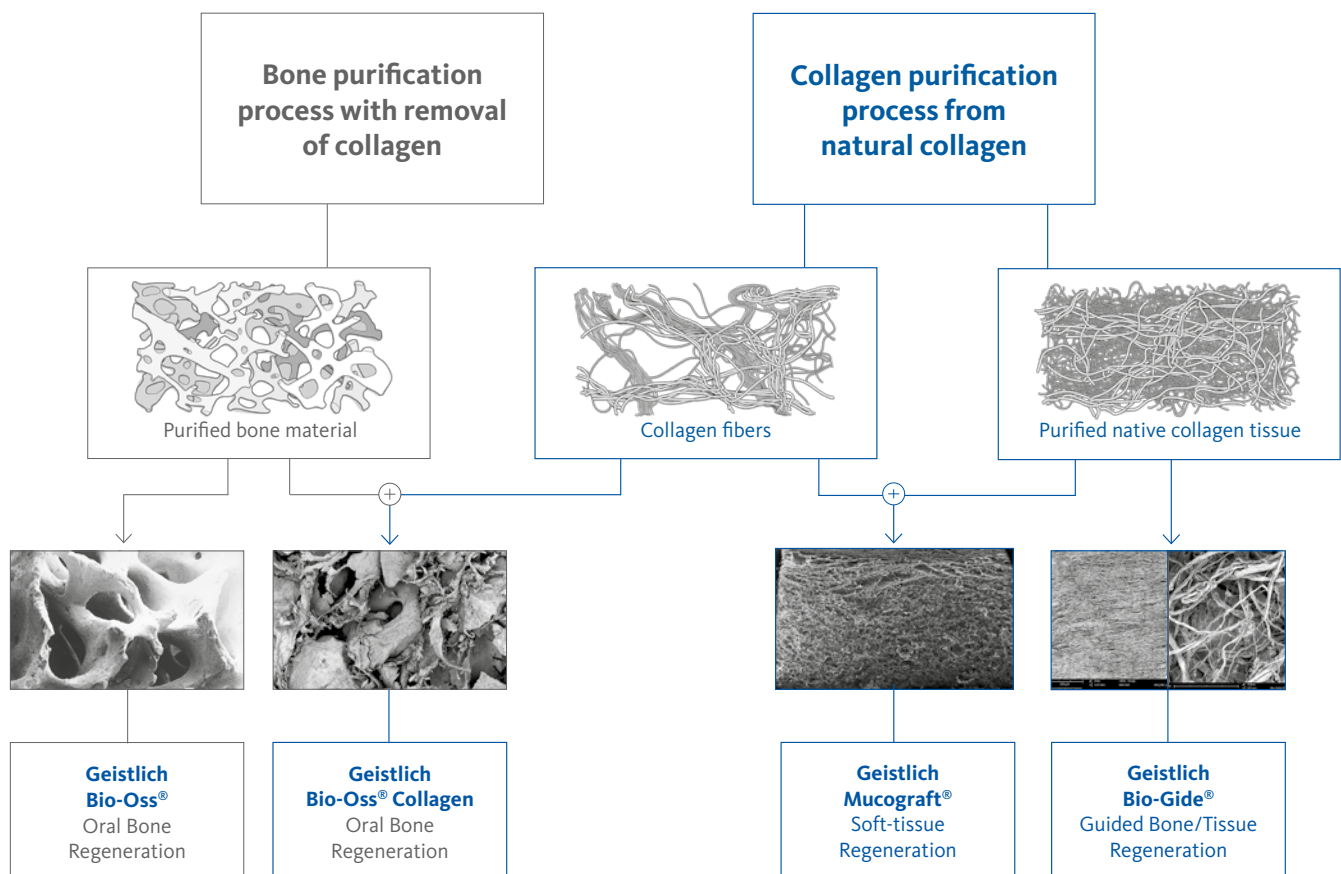 Bone purification
process with removal
of collagen
Collagen purification
process from
natural collagen
Purified bone material
Collagen fibers
Purified native collagen tissue
+
+
Geistlich
Bio-Oss®
Oral Bone
Regeneration
Geistlich
Bio-Oss® Collagen
Oral Bone
Regeneration
Geistlich
Mucograft®
Soft-tissue
Regeneration
Geistlich
Bio-Gide®
Guided Bone/Tissue
Regeneration